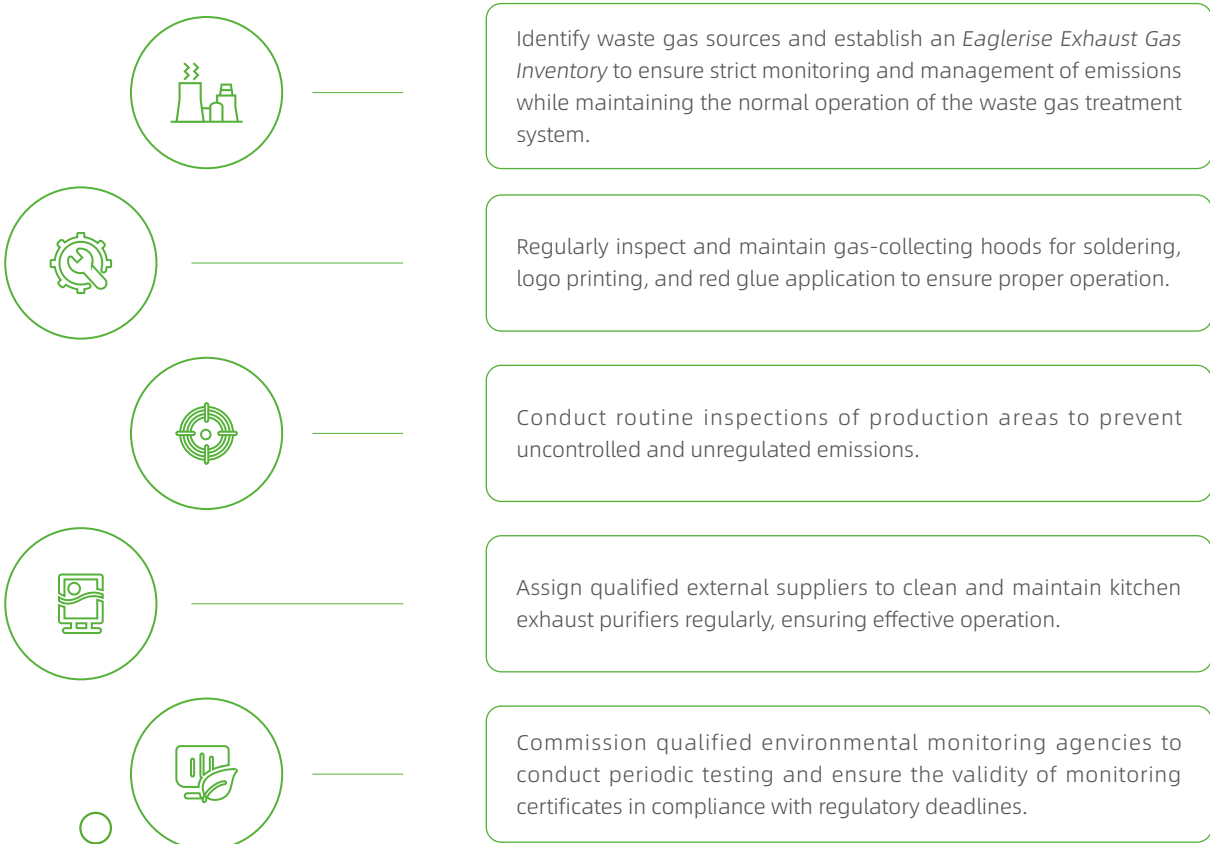 Identify waste gas sources and establish an Eaglerise Exhaust Gas
Inventory to ensure strict monitoring and management of emissions
while maintaining the normal operation of the waste gas treatment
system.
Regularly inspect and maintain gas-collecting hoods for soldering,
logo printing, and red glue application to ensure proper operation.
Conduct routine inspections of production areas to prevent
uncontrolled and unregulated emissions.
Assign qualified external suppliers to clean and maintain kitchen
exhaust purifiers regularly, ensuring effective operation.
Commission qualified environmental monitoring agencies to
conduct periodic testing and ensure the validity of monitoring
certificates in compliance with regulatory deadlines.